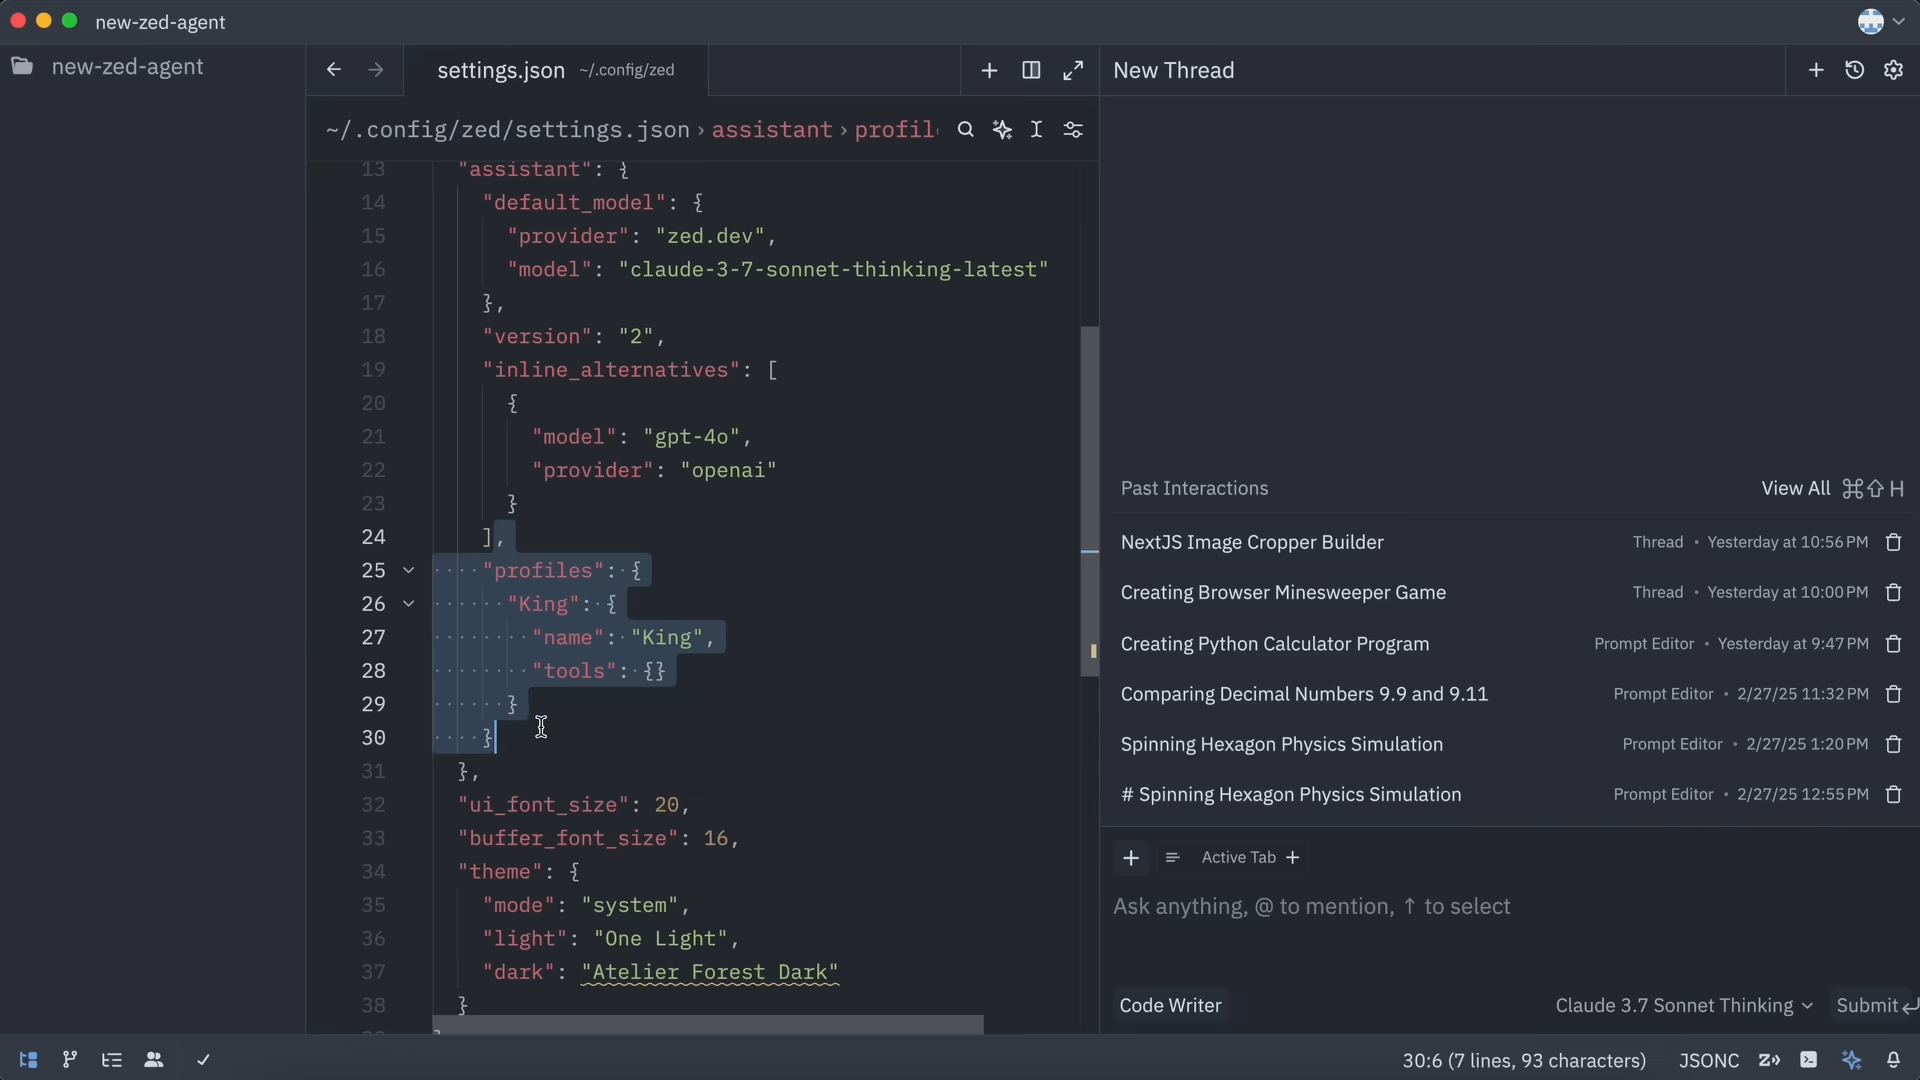 new-zed-agent
new-zed-agent
settings.json ~/.config/zed
New Thread
~/.config/zed/settings.json › assistant › profil
13 "assistant": {
14 "default_model": {
15 "provider": "zed.dev",
16 "model": "claude-3-7-sonnet-thinking-latest"
17 },
18 "version": "2",
19 "inline_alternatives": [
20 {
21 "model": "gpt-4o",
22 "provider": "openai"
23 }
24 ],
25 "profiles": {
26 "King": {
27 "name": "King",
28 "tools": {}
29 }
30 }
31 },
32 "ui_font_size": 20,
33 "buffer_font_size": 16,
34 "theme": {
35 "mode": "system",
36 "light": "One Light",
37 "dark": "Atelier Forest Dark"
38 }
Past Interactions View All ⌘⇧H
NextJS Image Cropper Builder Thread • Yesterday at 10:56 PM
Creating Browser Minesweeper Game Thread • Yesterday at 10:00 PM
Creating Python Calculator Program Prompt Editor • Yesterday at 9:47 PM
Comparing Decimal Numbers 9.9 and 9.11 Prompt Editor • 2/27/25 11:32 PM
Spinning Hexagon Physics Simulation Prompt Editor • 2/27/25 1:20 PM
# Spinning Hexagon Physics Simulation Prompt Editor • 2/27/25 12:55 PM
Active Tab +
Ask anything, @ to mention, ↑ to select
Code Writer Claude 3.7 Sonnet Thinking Submit
30:6 (7 lines, 93 characters) JSONC